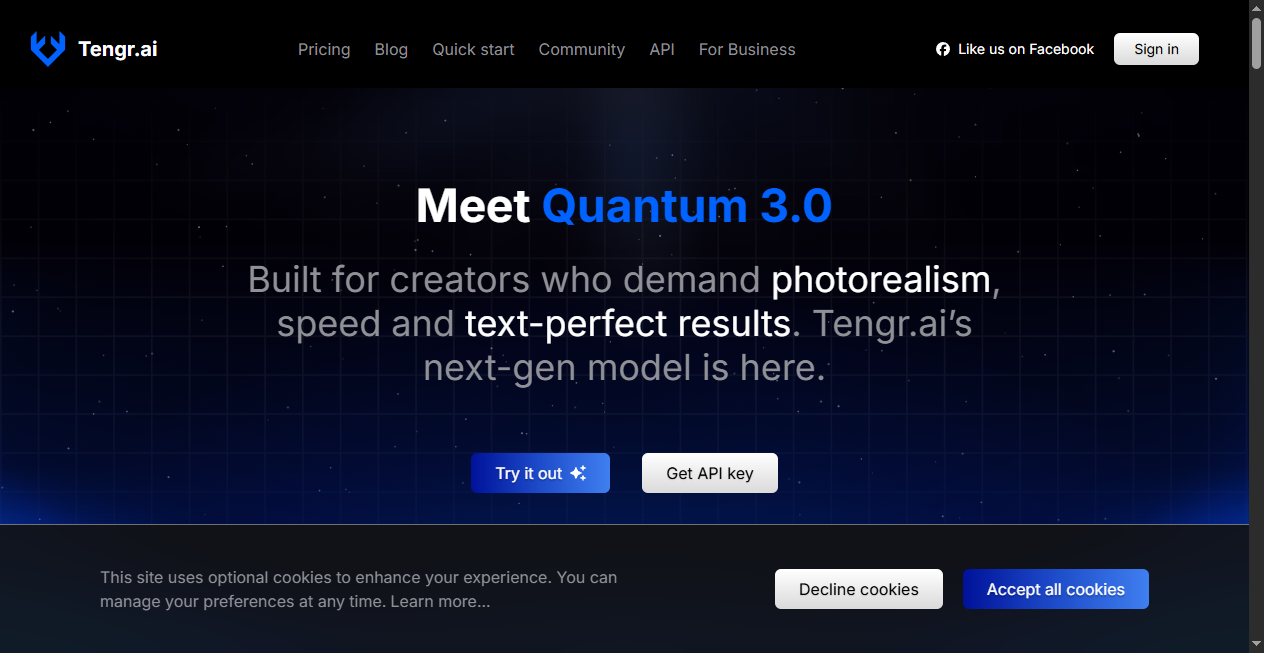 Tengr.ai
Pricing
Blog
Quick start
Community
API
For Business
Like us on Facebook
Sign in
Meet Quantum 3.0
Built for creators who demand photorealism,
speed and text-perfect results. Tengr.ai’s
next-gen model is here.
Try it out
Get API key
This site uses optional cookies to enhance your experience. You can
manage your preferences at any time. Learn more...
Decline cookies
Accept all cookies